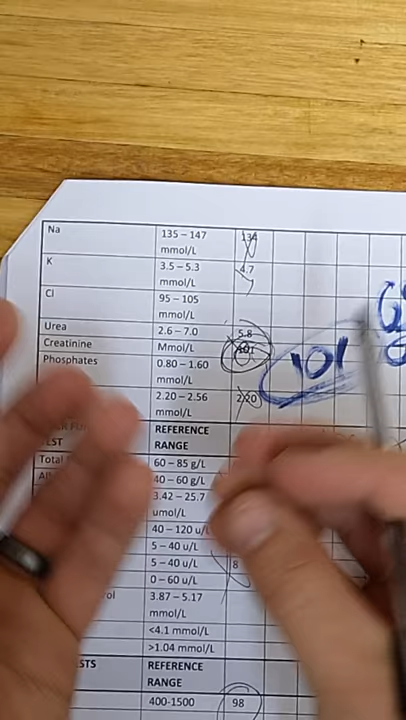 Na 135 – 147 mmol/L 134
K 3.5 – 5.3 mmol/L 4.7
Cl 95 – 105 mmol/L
Urea 2.6 – 7.0 5.8
Creatinine Mmol/L 101
Phosphates 0.80 – 1.60 mmol/L
2.20 – 2.56 mmol/L 2.20
101
REFERENCE RANGE
60 – 85 g/L
40 – 60 g/L
3.42 – 25.7 umol/L
40 – 120 u/L
5 – 40 u/L
5 – 40 u/L 8
0 – 60 u/L
3.87 – 5.17 mmol/L
<4.1 mmol/L
>1.04 mmol/L
REFERENCE RANGE
400-1500 98